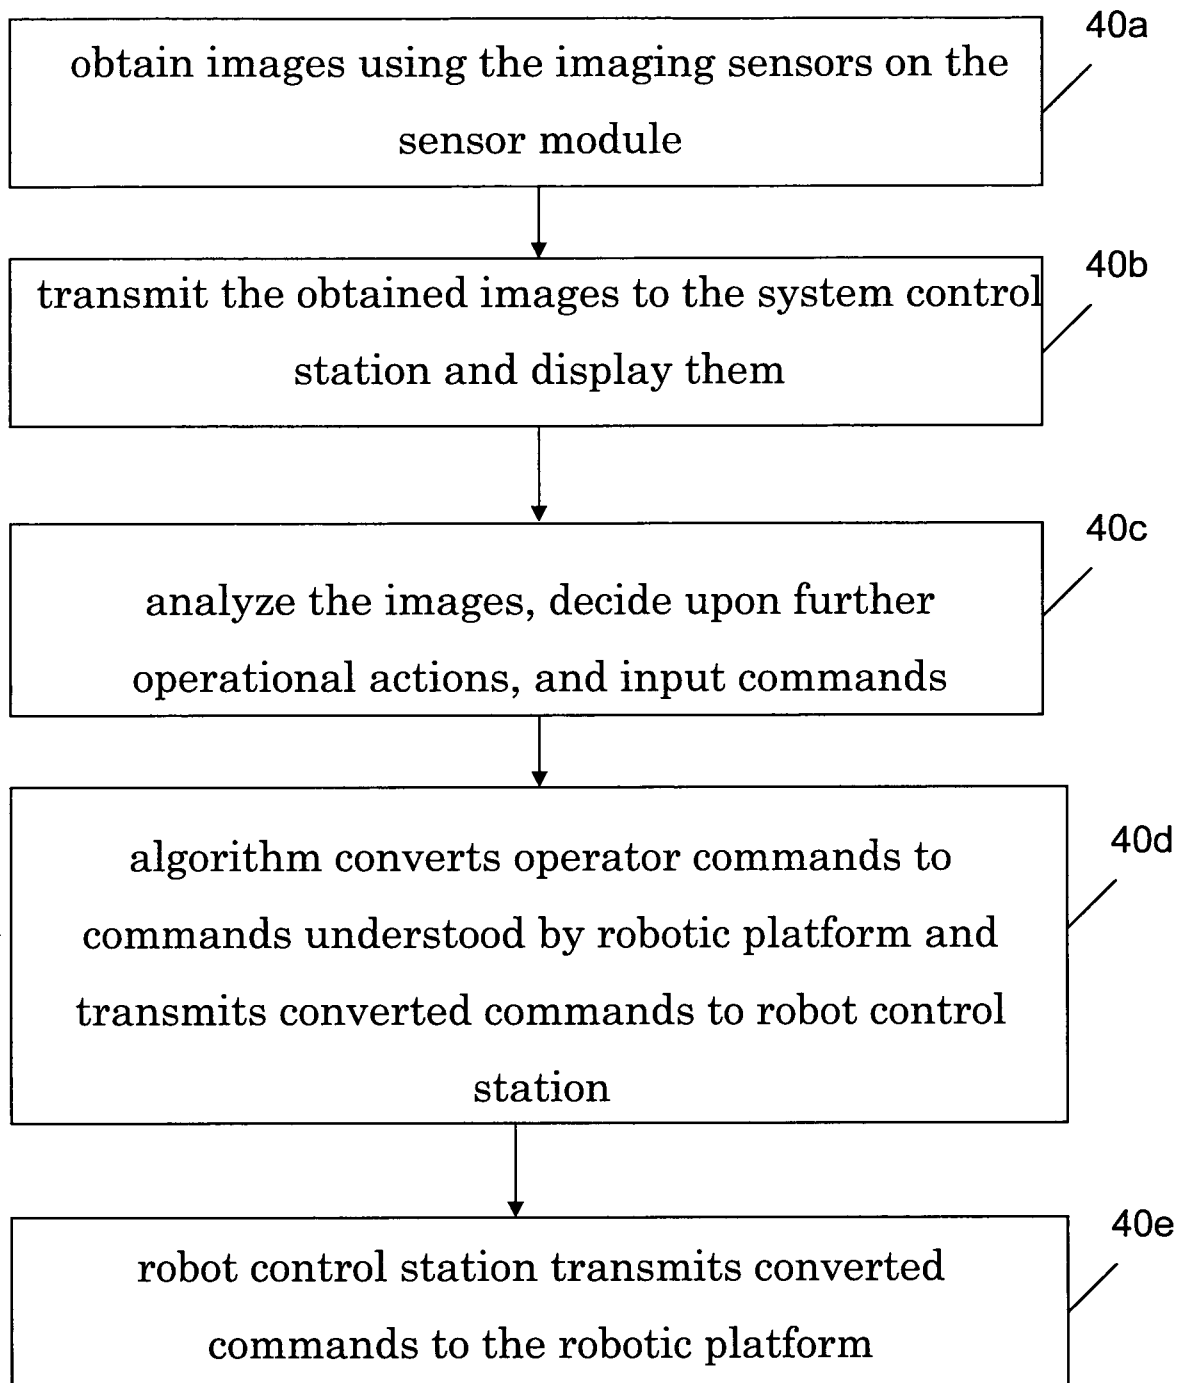 40a
obtain images using the imaging sensors on the
sensor module
40b
transmit the obtained images to the system control
station and display them
40c
analyze the images, decide upon further
operational actions, and input commands
40d
algorithm converts operator commands to
commands understood by robotic platform and
transmits converted commands to robot control
station
40e
robot control station transmits converted
commands to the robotic platform